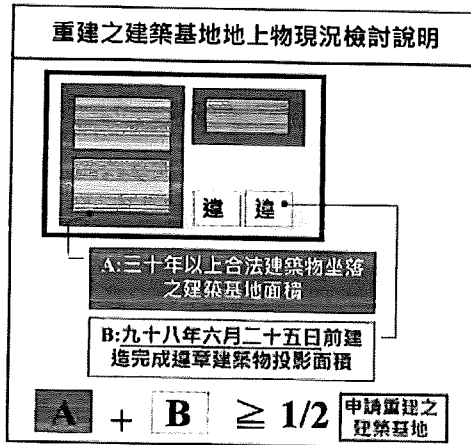 重建之建築基地地上物現況檢討說明
違 違
A:三十年以上合法建築物坐落
之建築基地面積
B:九十八年六月二十五日前建
造完成違章建築物投影面積
A + B ≧ 1/2 申請重建之
建築基地